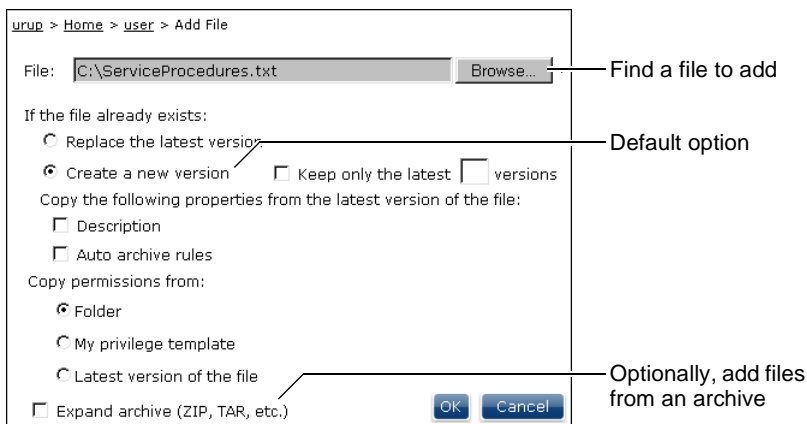 urup > Home > user > Add File
File: C:\ServiceProcedures.txt Browse... Find a file to add
If the file already exists:
Replace the latest version Default option
Create a new version Keep only the latest versions
Copy the following properties from the latest version of the file:
Description
Auto archive rules
Copy permissions from:
Folder
My privilege template
Latest version of the file Optionally, add files
Expand archive (ZIP, TAR, etc.) OK Cancel from an archive